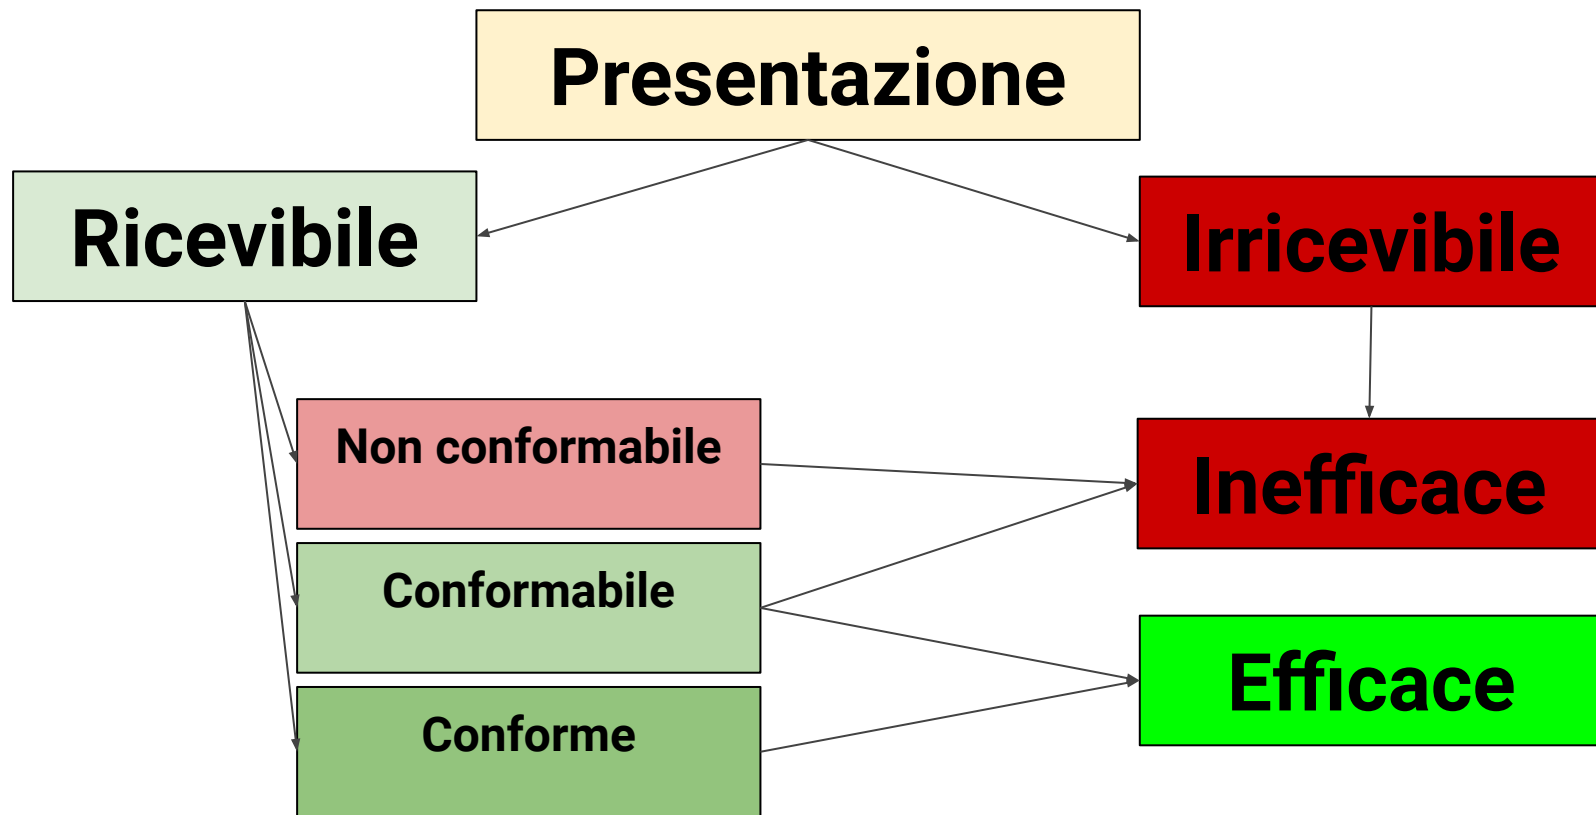 Presentazione
Ricevibile
Irricevibile
Non conformabile
Inefficace
Conformabile
Efficace
Conforme